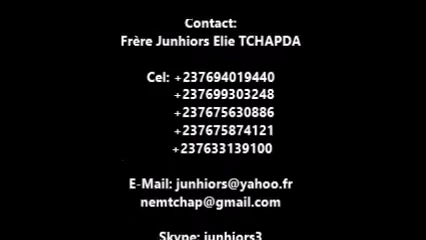 Contact:
Frère Junhiors Elie TCHAPDA
Cel: +237694019440
+237699303248
+237675630886
+237675874121
+237633139100
E-Mail: junhiors@yahoo.fr
nemtchap@gmail.com
Skype: junhiors3